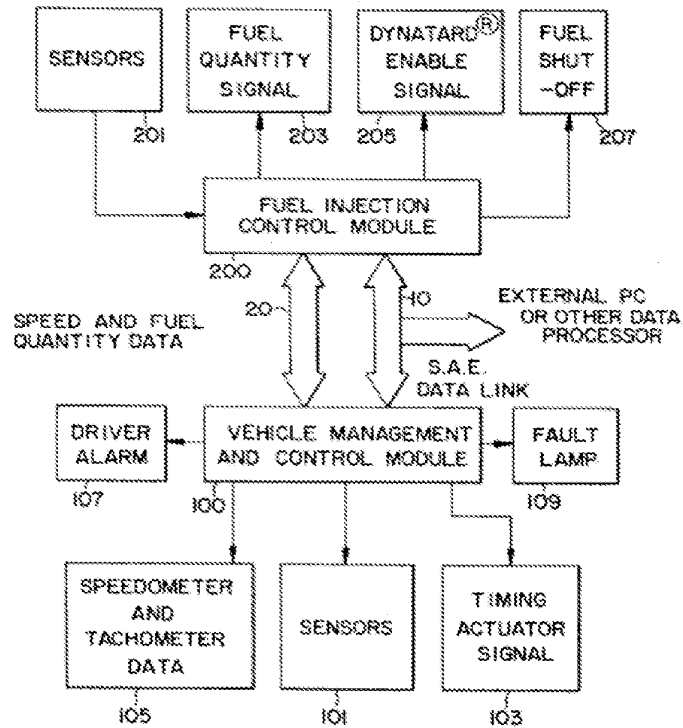 SENSORS
201
FUEL
QUANTITY
SIGNAL
203
DYNATARD®
ENABLE
SIGNAL
205
FUEL
SHUT
-OFF
207
FUEL INJECTION
CONTROL MODULE
200
20
10
SPEED AND FUEL
QUANTITY DATA
EXTERNAL PC
OR OTHER DATA
PROCESSOR
S.A.E.
DATA LINK
DRIVER
ALARM
107
VEHICLE MANAGEMENT
AND CONTROL MODULE
100
FAULT
LAMP
109
SPEEDOMETER
AND
TACHOMETER
DATA
105
SENSORS
101
TIMING
ACTUATOR
SIGNAL
103